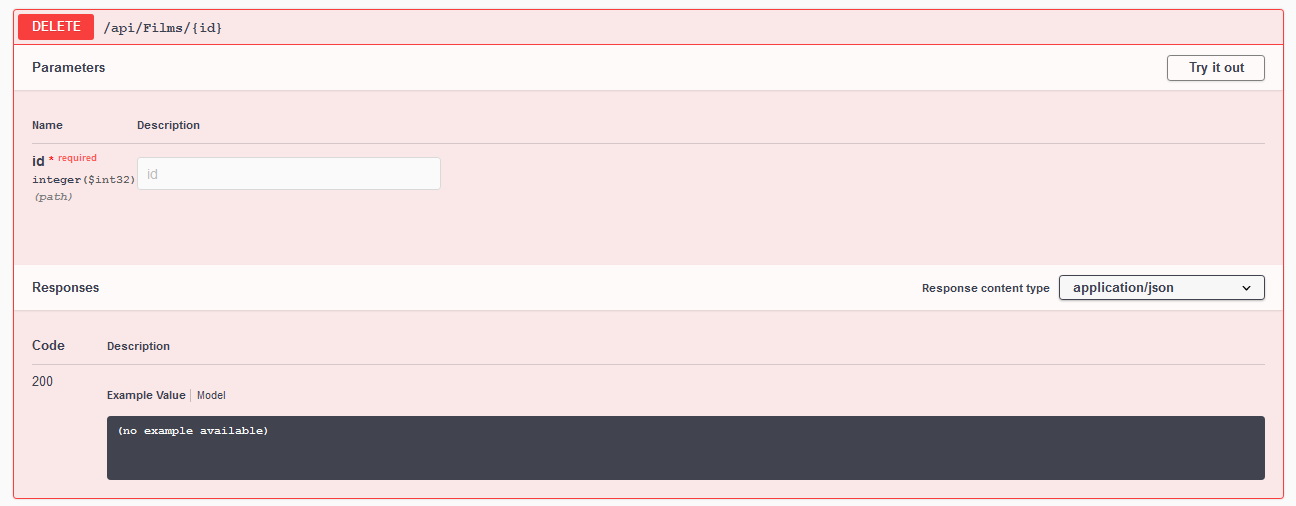 DELETE /api/Films/{id}
Parameters Try it out
Name Description
id * required
integer($int32) id
(path)
Responses Response content type application/json
Code Description
200
Example Value Model
(no example available)